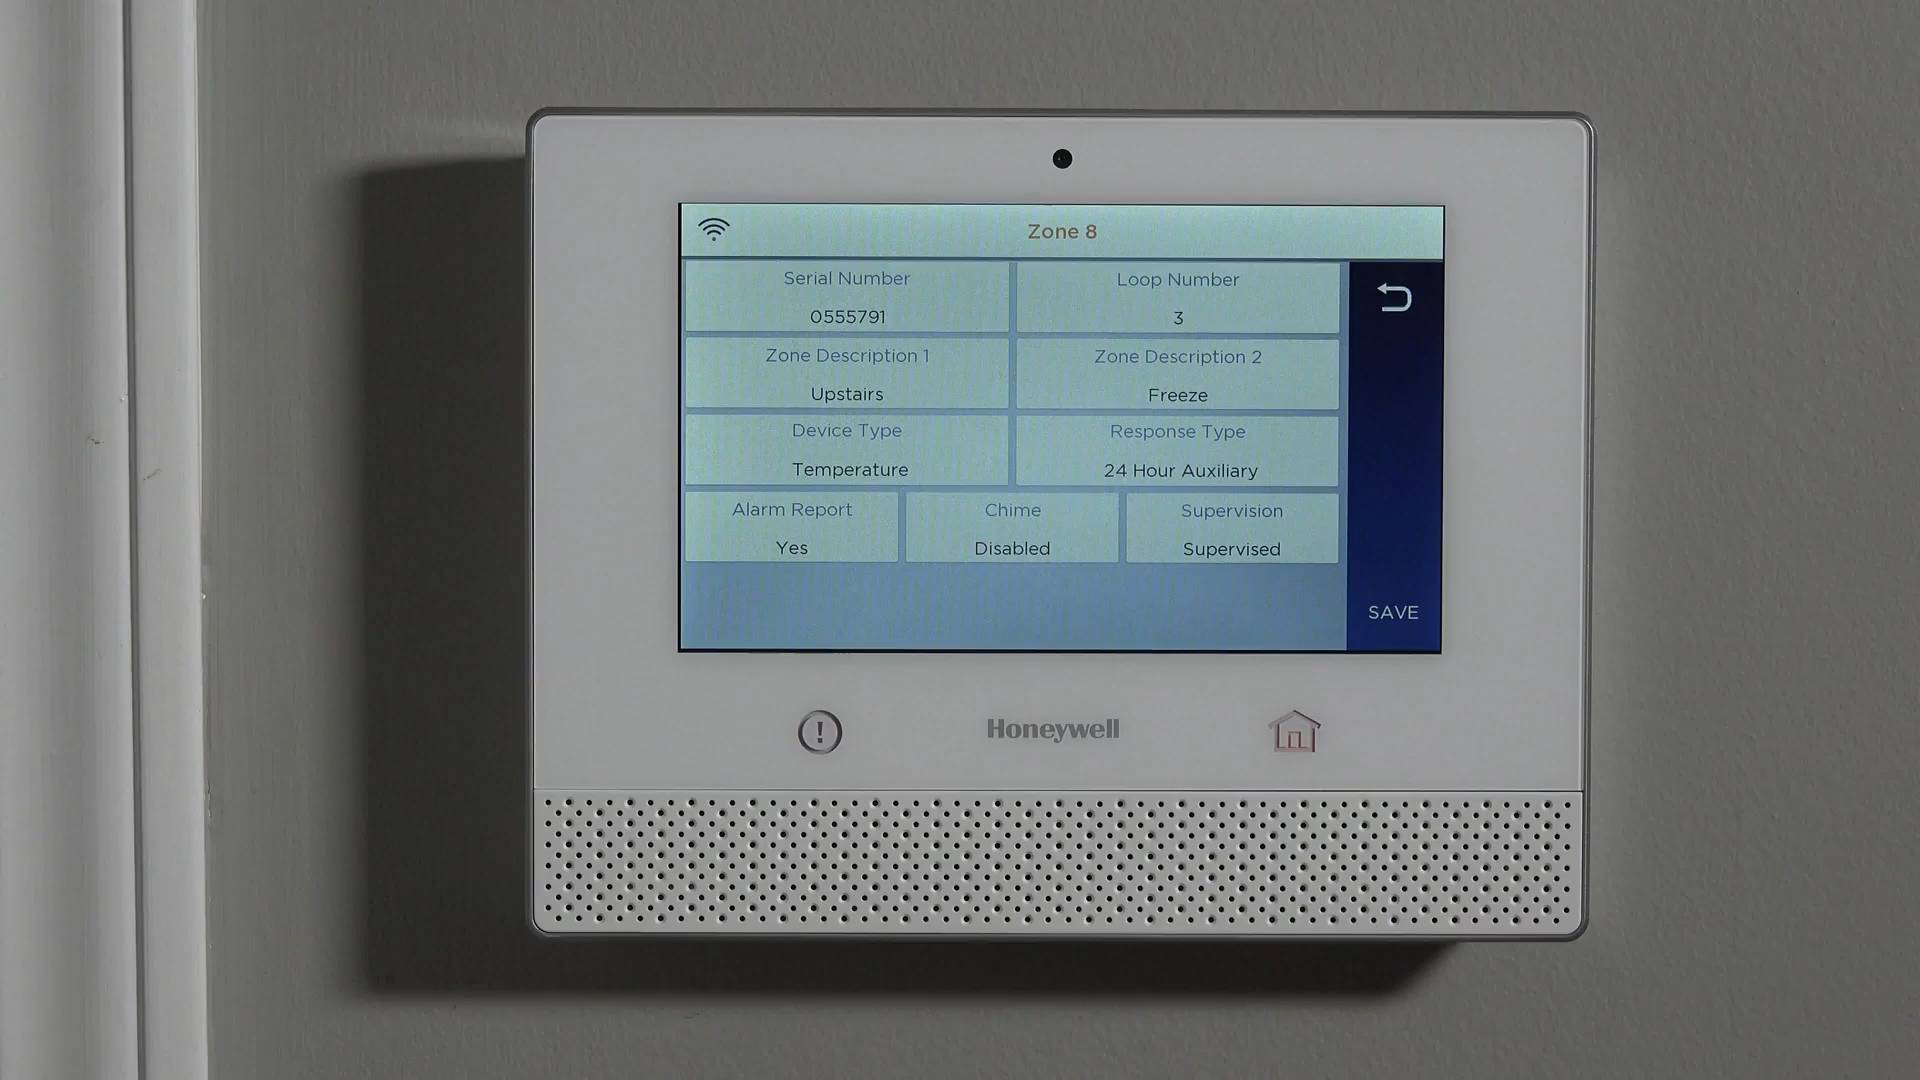 Zone 8
Serial Number
0555791
Loop Number
3
Zone Description 1
Upstairs
Zone Description 2
Freeze
Device Type
Temperature
Response Type
24 Hour Auxiliary
Alarm Report
Yes
Chime
Disabled
Supervision
Supervised
SAVE
Honeywell